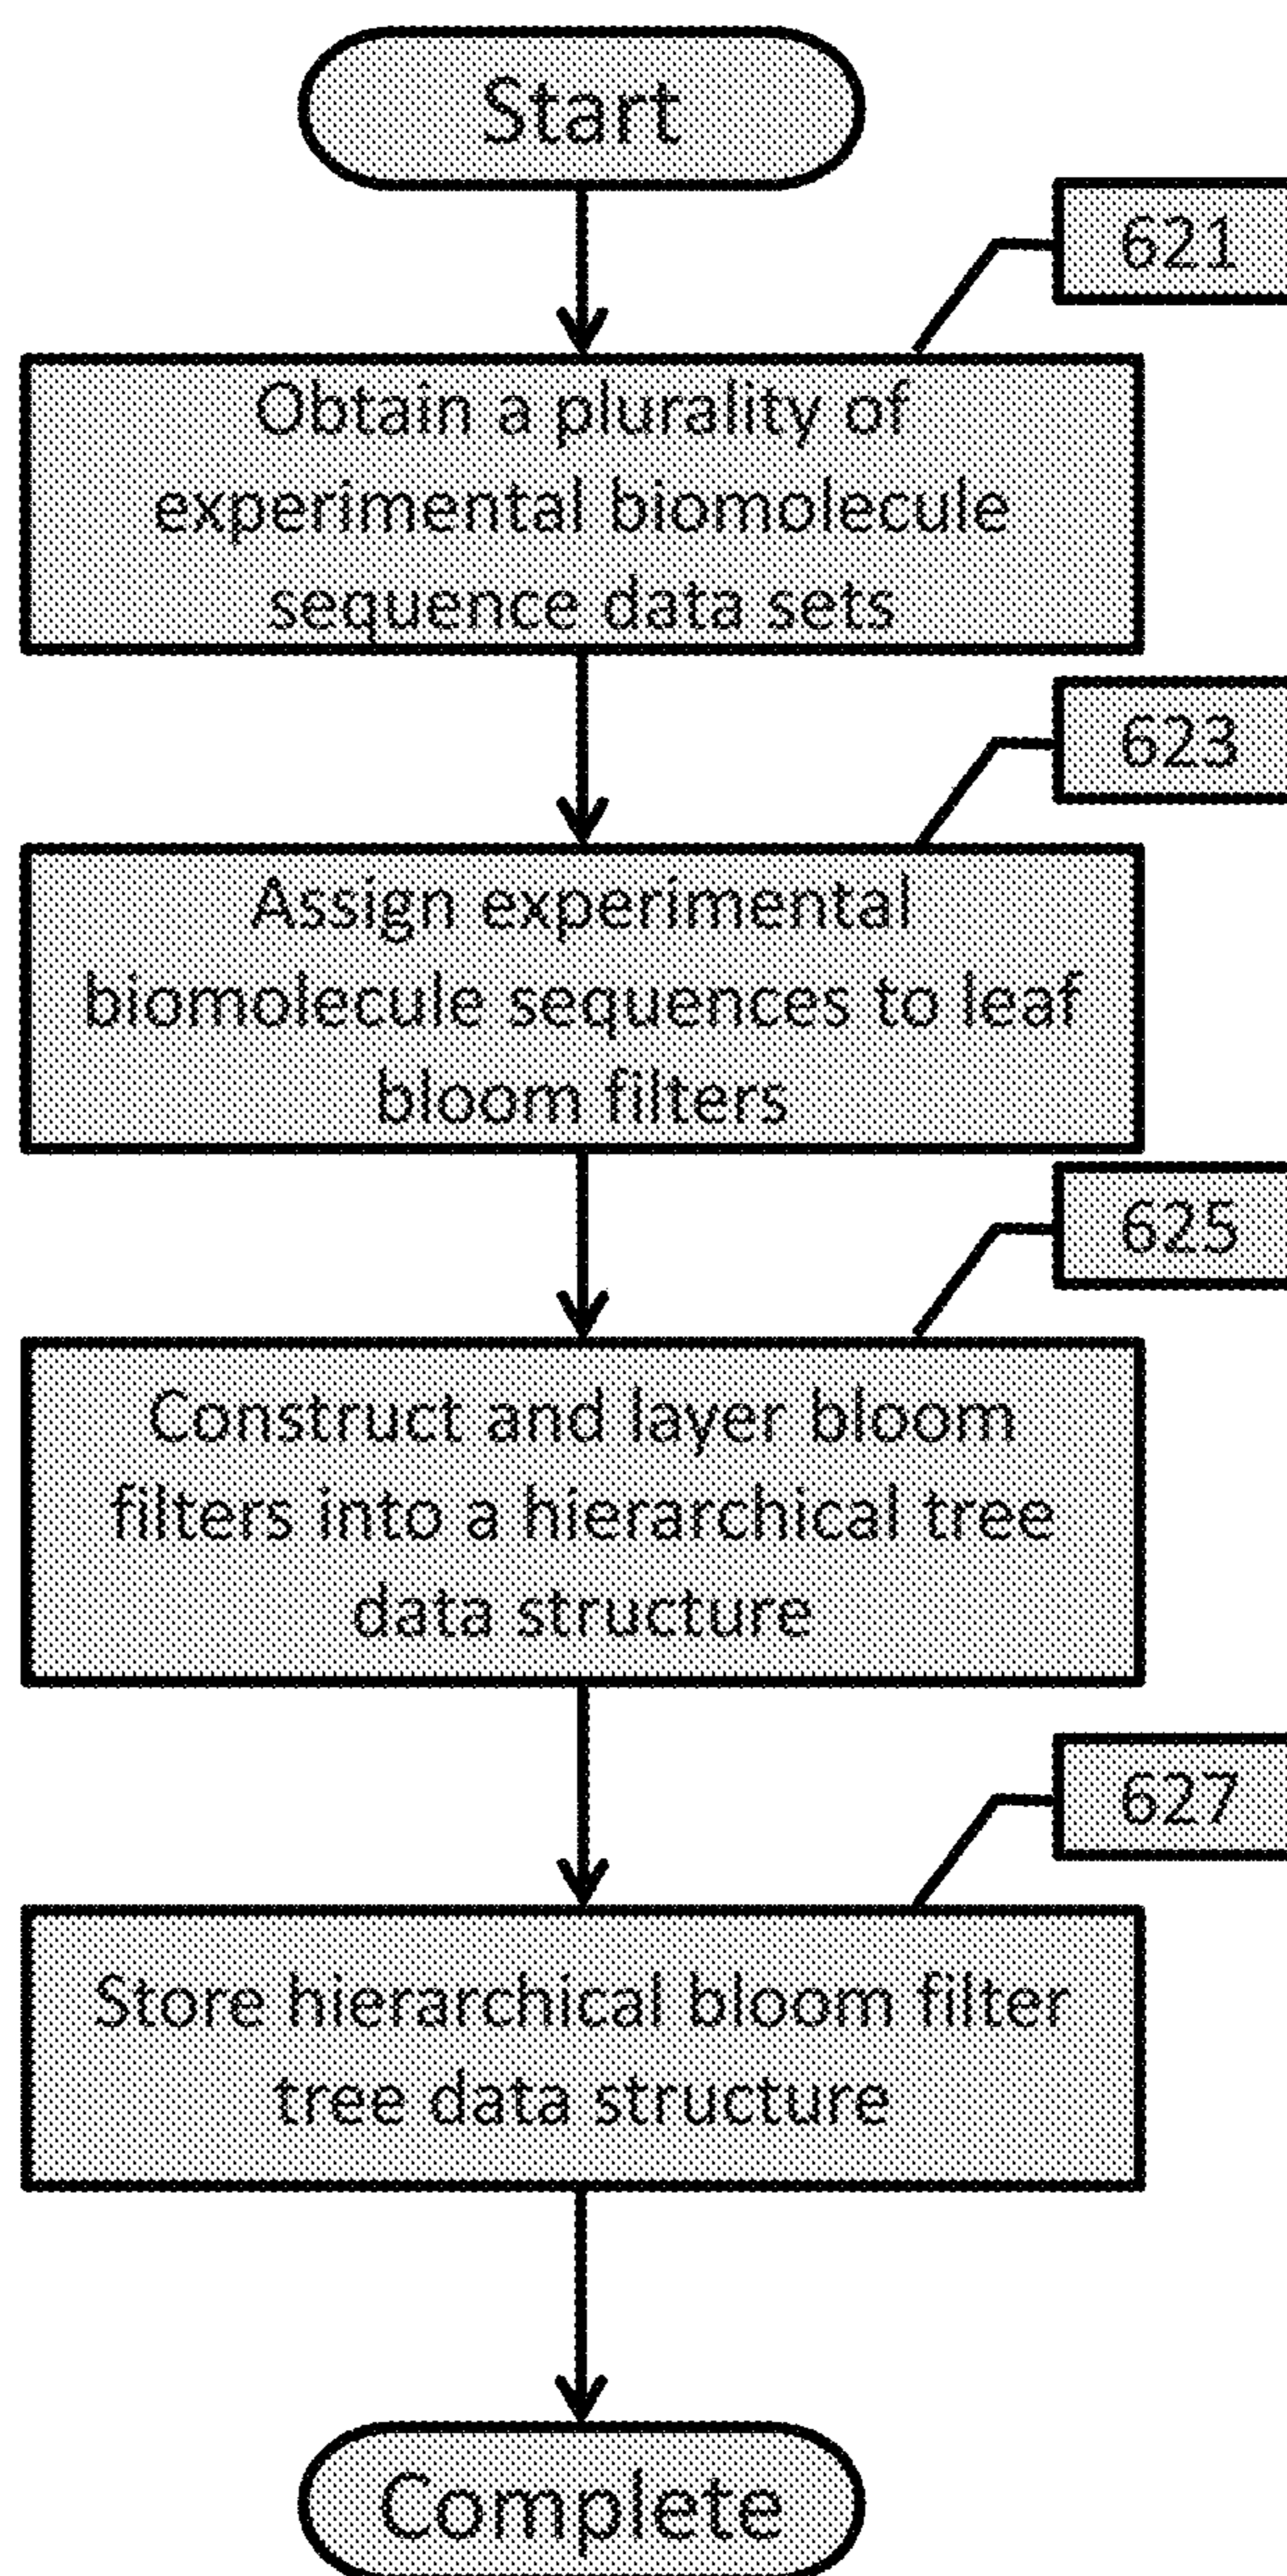 Start
621
Obtain a plurality of
experimental biomolecule
sequence data sets
623
Assign experimental
biomolecule sequences to leaf
bloom filters
625
Construct and layer bloom
filters into a hierarchical tree
data structure
627
Store hierarchical bloom filter
tree data structure
Complete